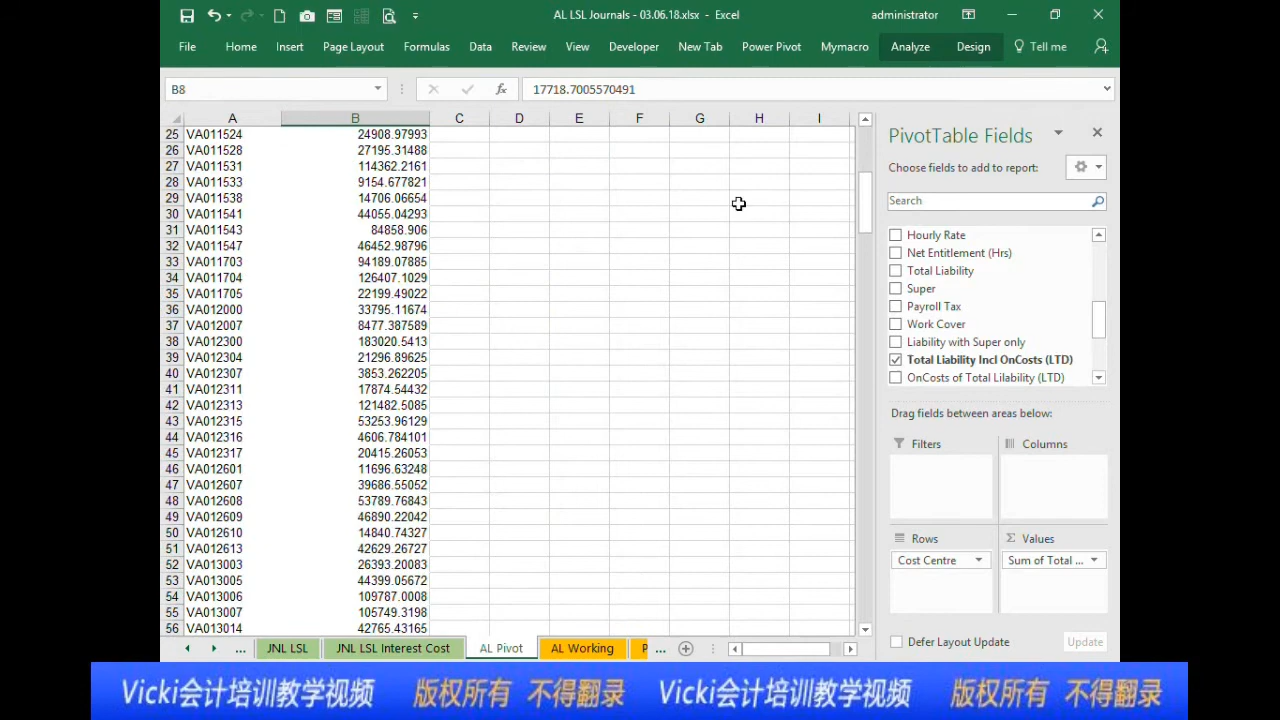 AL LSL Journals - 03.06.18.xlsx - Excel
administrator
File Home Insert Page Layout Formulas Data Review View Developer New Tab Power Pivot Mymacro Analyze Design Tell me
B8 fx 17718.7005570491
A B C D E F G H I
25 VA011524 24908.97993
26 VA011528 27195.31488
27 VA011531 114362.2161
28 VA011533 9154.677821
29 VA011538 14706.06654
30 VA011541 44055.04293
31 VA011543 84858.906
32 VA011547 46452.98796
33 VA011703 94189.07885
34 VA011704 126407.1029
35 VA011705 22199.49022
36 VA012000 33795.11674
37 VA012007 8477.387589
38 VA012300 183020.5413
39 VA012304 21296.89625
40 VA012307 3853.262205
41 VA012311 17874.54432
42 VA012313 121482.5085
43 VA012315 53253.96129
44 VA012316 4606.784101
45 VA012317 20415.26053
46 VA012601 11696.63248
47 VA012607 39686.55052
48 VA012608 53789.76843
49 VA012609 46890.22042
50 VA012610 14840.74327
51 VA012613 42629.26727
52 VA013003 26393.20083
53 VA013005 44399.05672
54 VA013006 109787.0008
55 VA013007 105749.3198
56 VA013014 42765.43165
PivotTable Fields
Choose fields to add to report:
Search
Hourly Rate
Net Entitlement (Hrs)
Total Liability
Super
Payroll Tax
Work Cover
Liability with Super only
Total Liability Incl OnCosts (LTD)
OnCosts of Total Lilability (LTD)
Drag fields between areas below:
Filters
Columns
Rows
Σ Values
Cost Centre
Sum of Total ...
Defer Layout Update
Update
... JNL LSL JNL LSL Interest Cost AL Pivot AL Working P ...
Vicki会计培训教学视频 版权所有 不得翻录 Vicki会计培训教学视频 版权所有 不得翻录